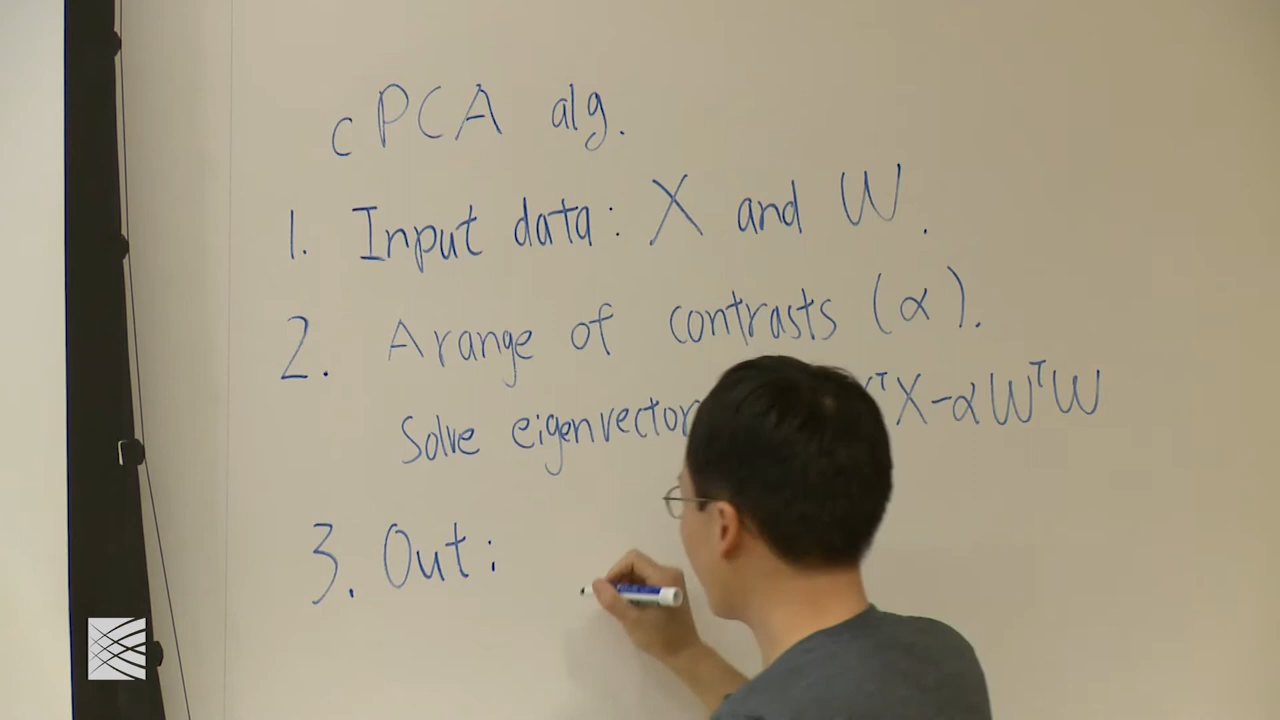 cPCA alg.
1. Input data: X and W.
2. A range of contrasts (α).
Solve eigenvector X-αWᵀW
3. Out: